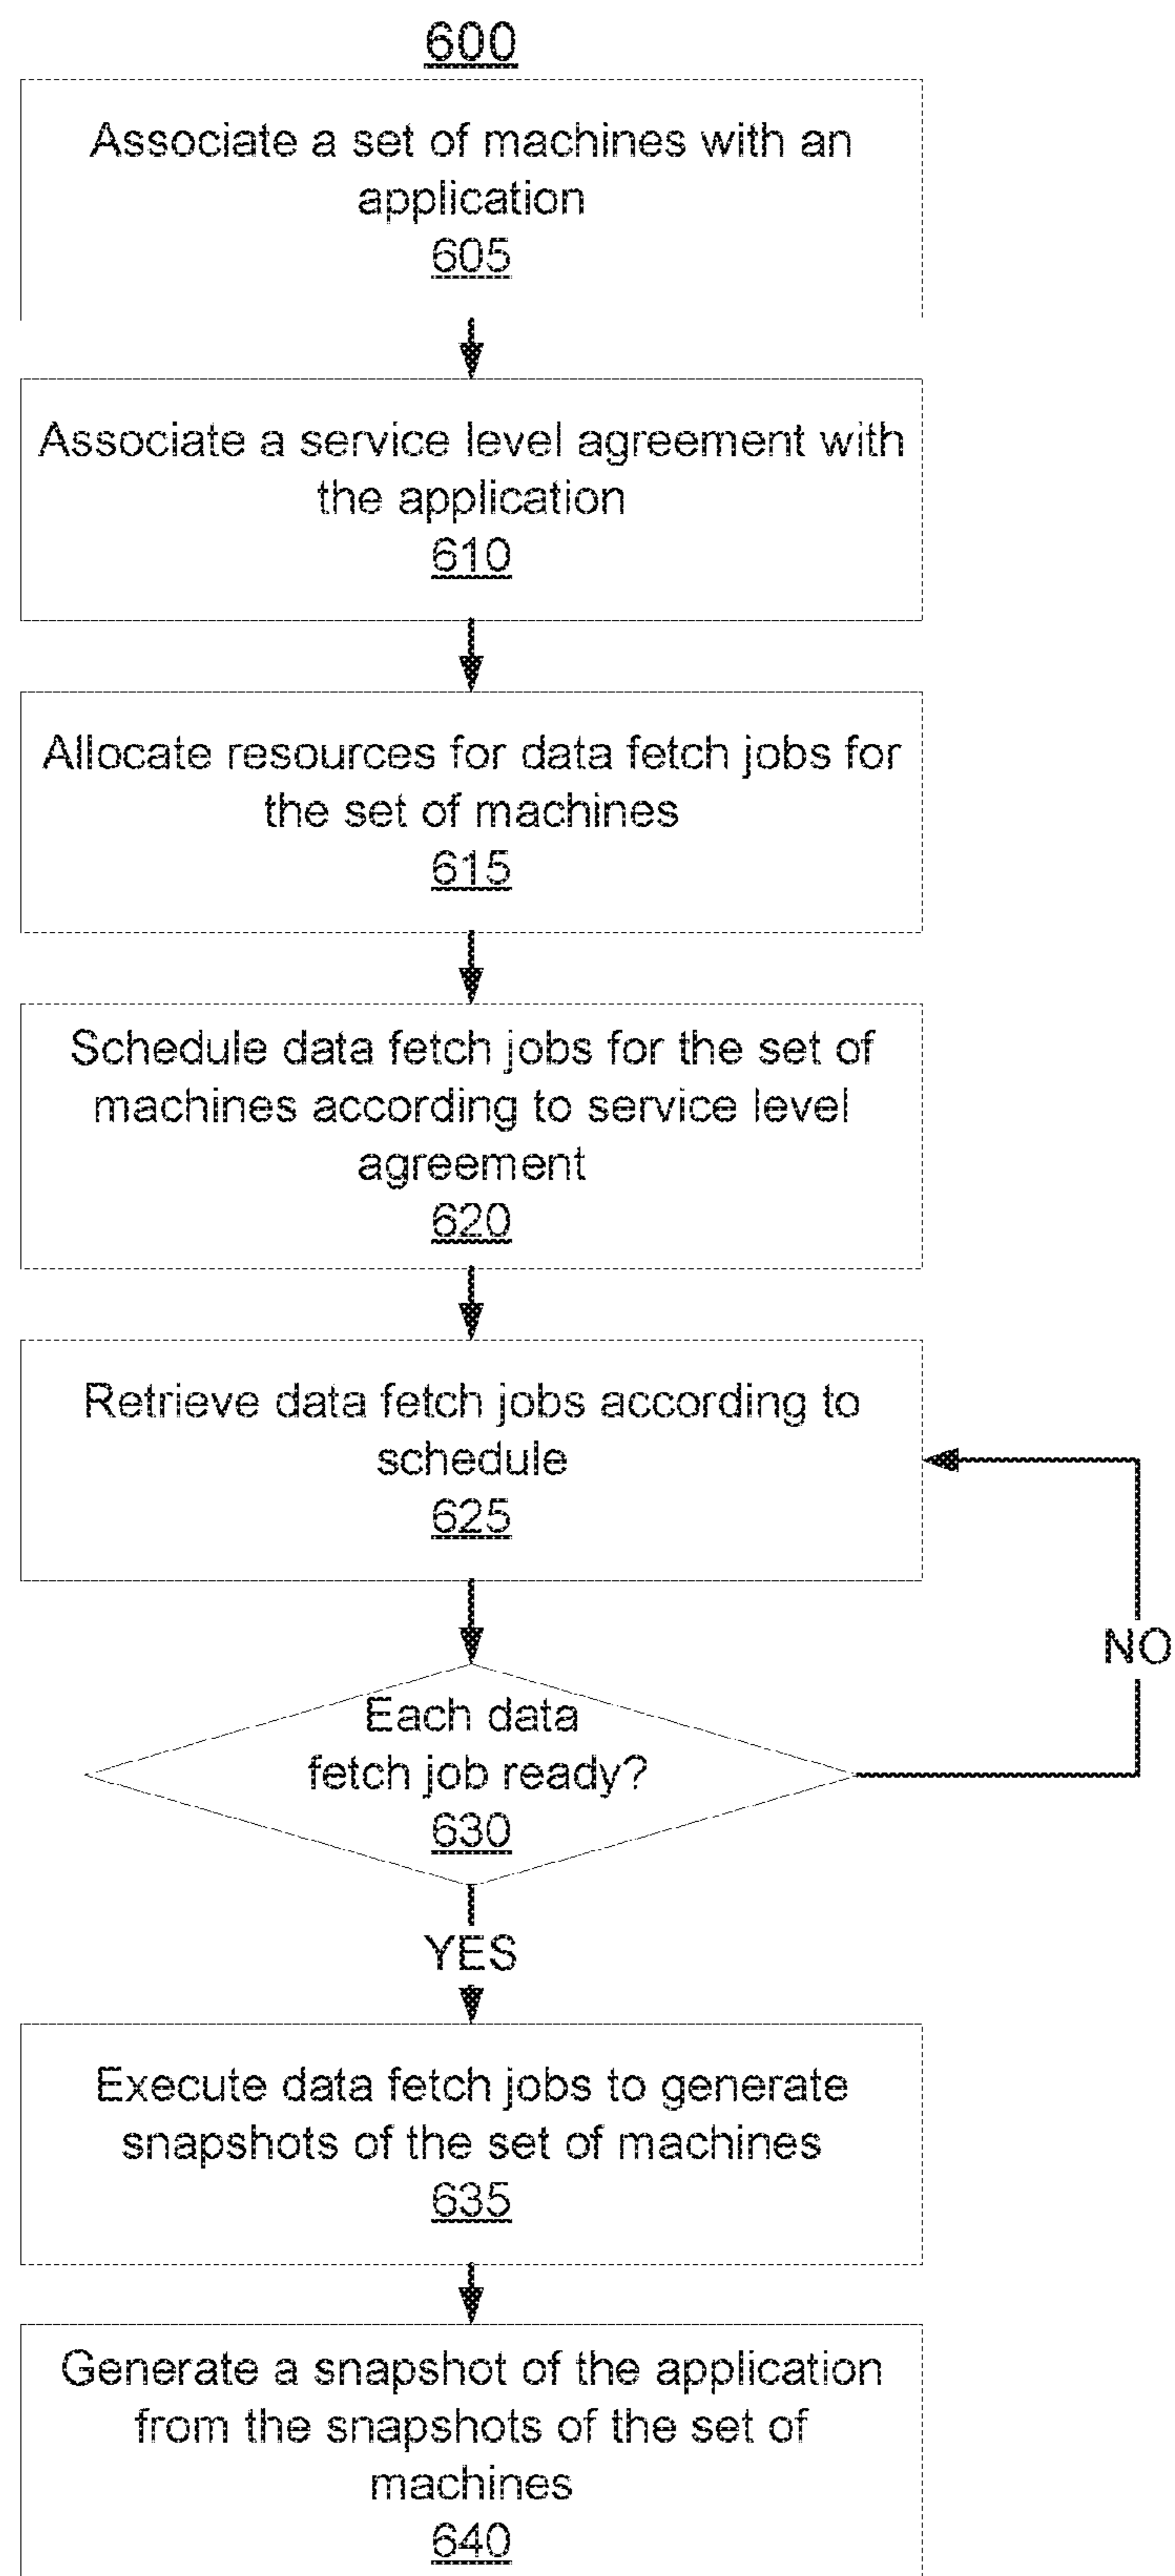 600
Associate a set of machines with an
application
605
Associate a service level agreement with
the application
610
Allocate resources for data fetch jobs for
the set of machines
615
Schedule data fetch jobs for the set of
machines according to service level
agreement
620
Retrieve data fetch jobs according to
schedule
625
NO
Each data
fetch job ready?
630
YES
Execute data fetch jobs to generate
snapshots of the set of machines
635
Generate a snapshot of the application
from the snapshots of the set of
machines
640